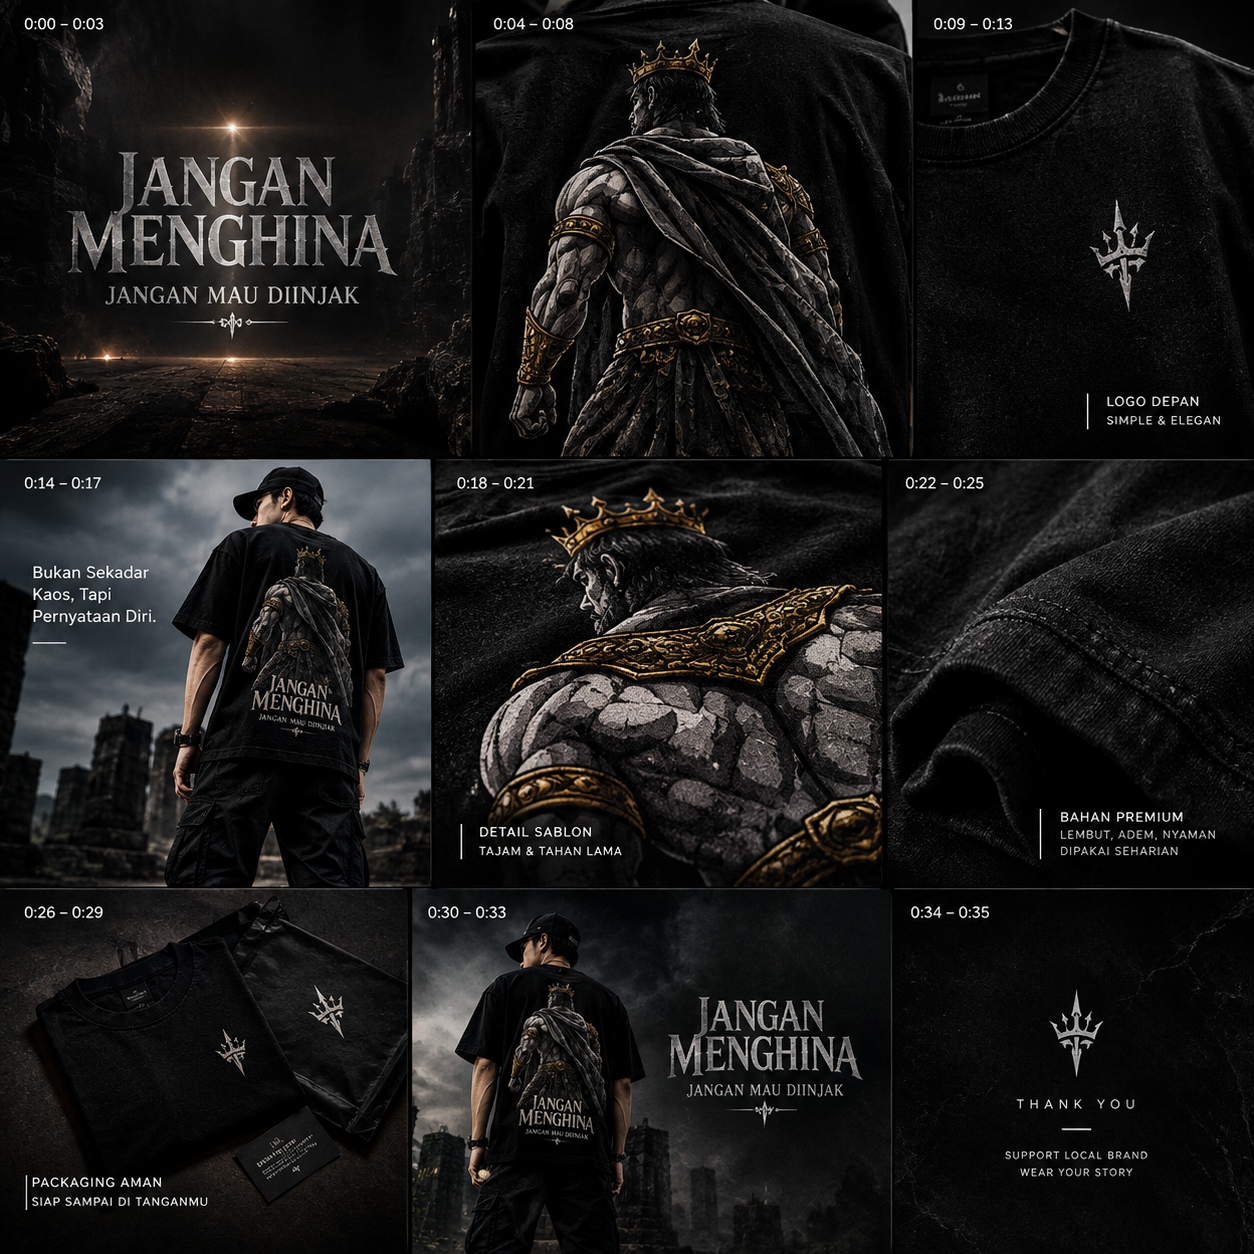 0:00 – 0:03
JANGAN
MENGHINA
JANGAN MAU DIINJAK
0:04 – 0:08
0:09 – 0:13
LOGO DEPAN
SIMPLE & ELEGAN
0:14 – 0:17
Bukan Sekadar
Kaos, Tapi
Pernyataan Diri.
JANGAN
MENGHINA
JANGAN MAU DIINJAK
0:18 – 0:21
DETAIL SABLON
TAJAM & TAHAN LAMA
0:22 – 0:25
BAHAN PREMIUM
LEMBUT, ADEM, NYAMAN
DIPAKAI SEHARIAN
0:26 – 0:29
PACKAGING AMAN
SIAP SAMPAI DI TANGANMU
0:30 – 0:33
JANGAN
MENGHINA
JANGAN MAU DIINJAK
JANGAN
MENGHINA
JANGAN MAU DIINJAK
0:34 – 0:35
THANK YOU
SUPPORT LOCAL BRAND
WEAR YOUR STORY